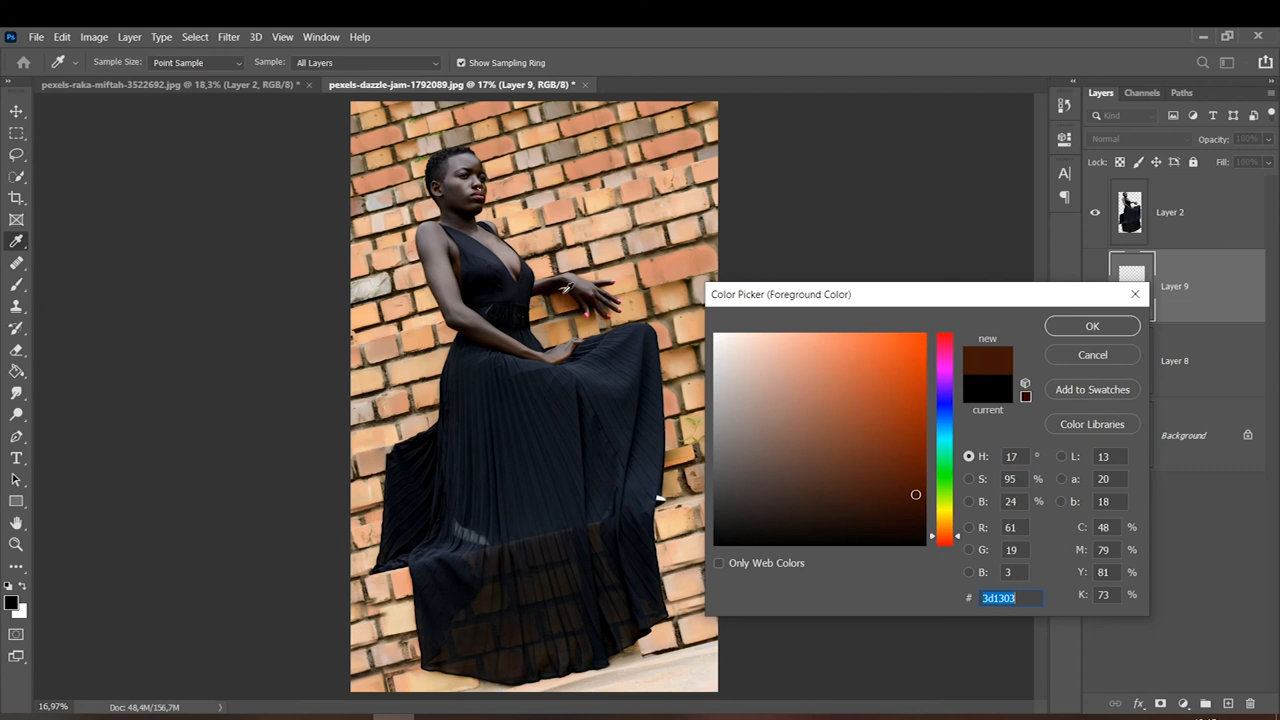 Ps File Edit Image Layer Type Select Filter 3D View Window Help
Sample Size: Point Sample Sample: All Layers Show Sampling Ring
pexels-raka-miftah-3522692.jpg @ 18,3% (Layer 2, RGB/8) * × pexels-dazzle-jam-1792089.jpg @ 17% (Layer 9, RGB/8) * ×
Layers Channels Paths
Kind
Normal Opacity: 100%
Lock: Fill: 100%
Layer 2
Layer 9
Layer 8
Background
Color Picker (Foreground Color)
new
current
OK
Cancel
Add to Swatches
Color Libraries
H: 17 ° L: 13
S: 95 % a: 20
B: 24 % b: 18
R: 61 C: 48 %
G: 19 M: 79 %
B: 3 Y: 81 %
# 3d1303 K: 73 %
Only Web Colors
16,97% Doc: 48,4M/156,7M